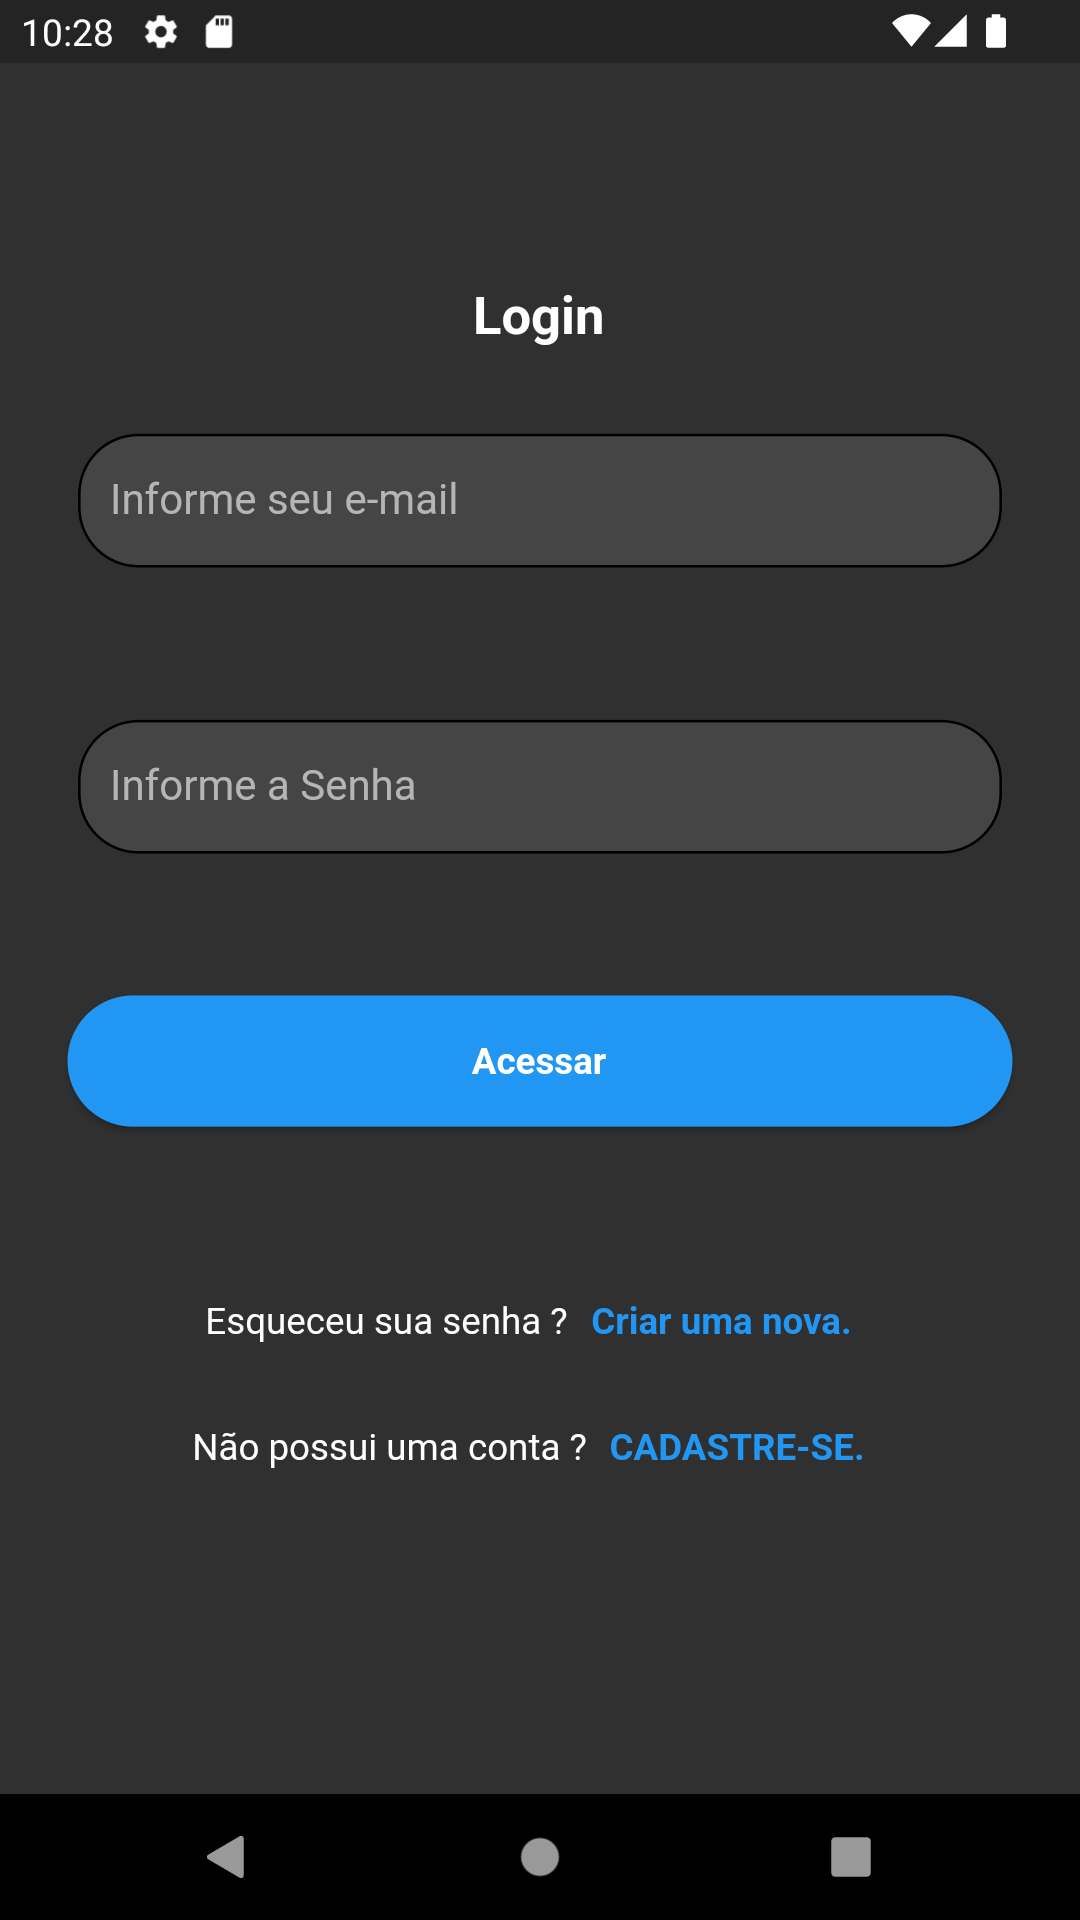 10:28
Login
Informe seu e-mail
Informe a Senha
Acessar
Esqueceu sua senha ? Criar uma nova.
Não possui uma conta ? CADASTRE-SE.